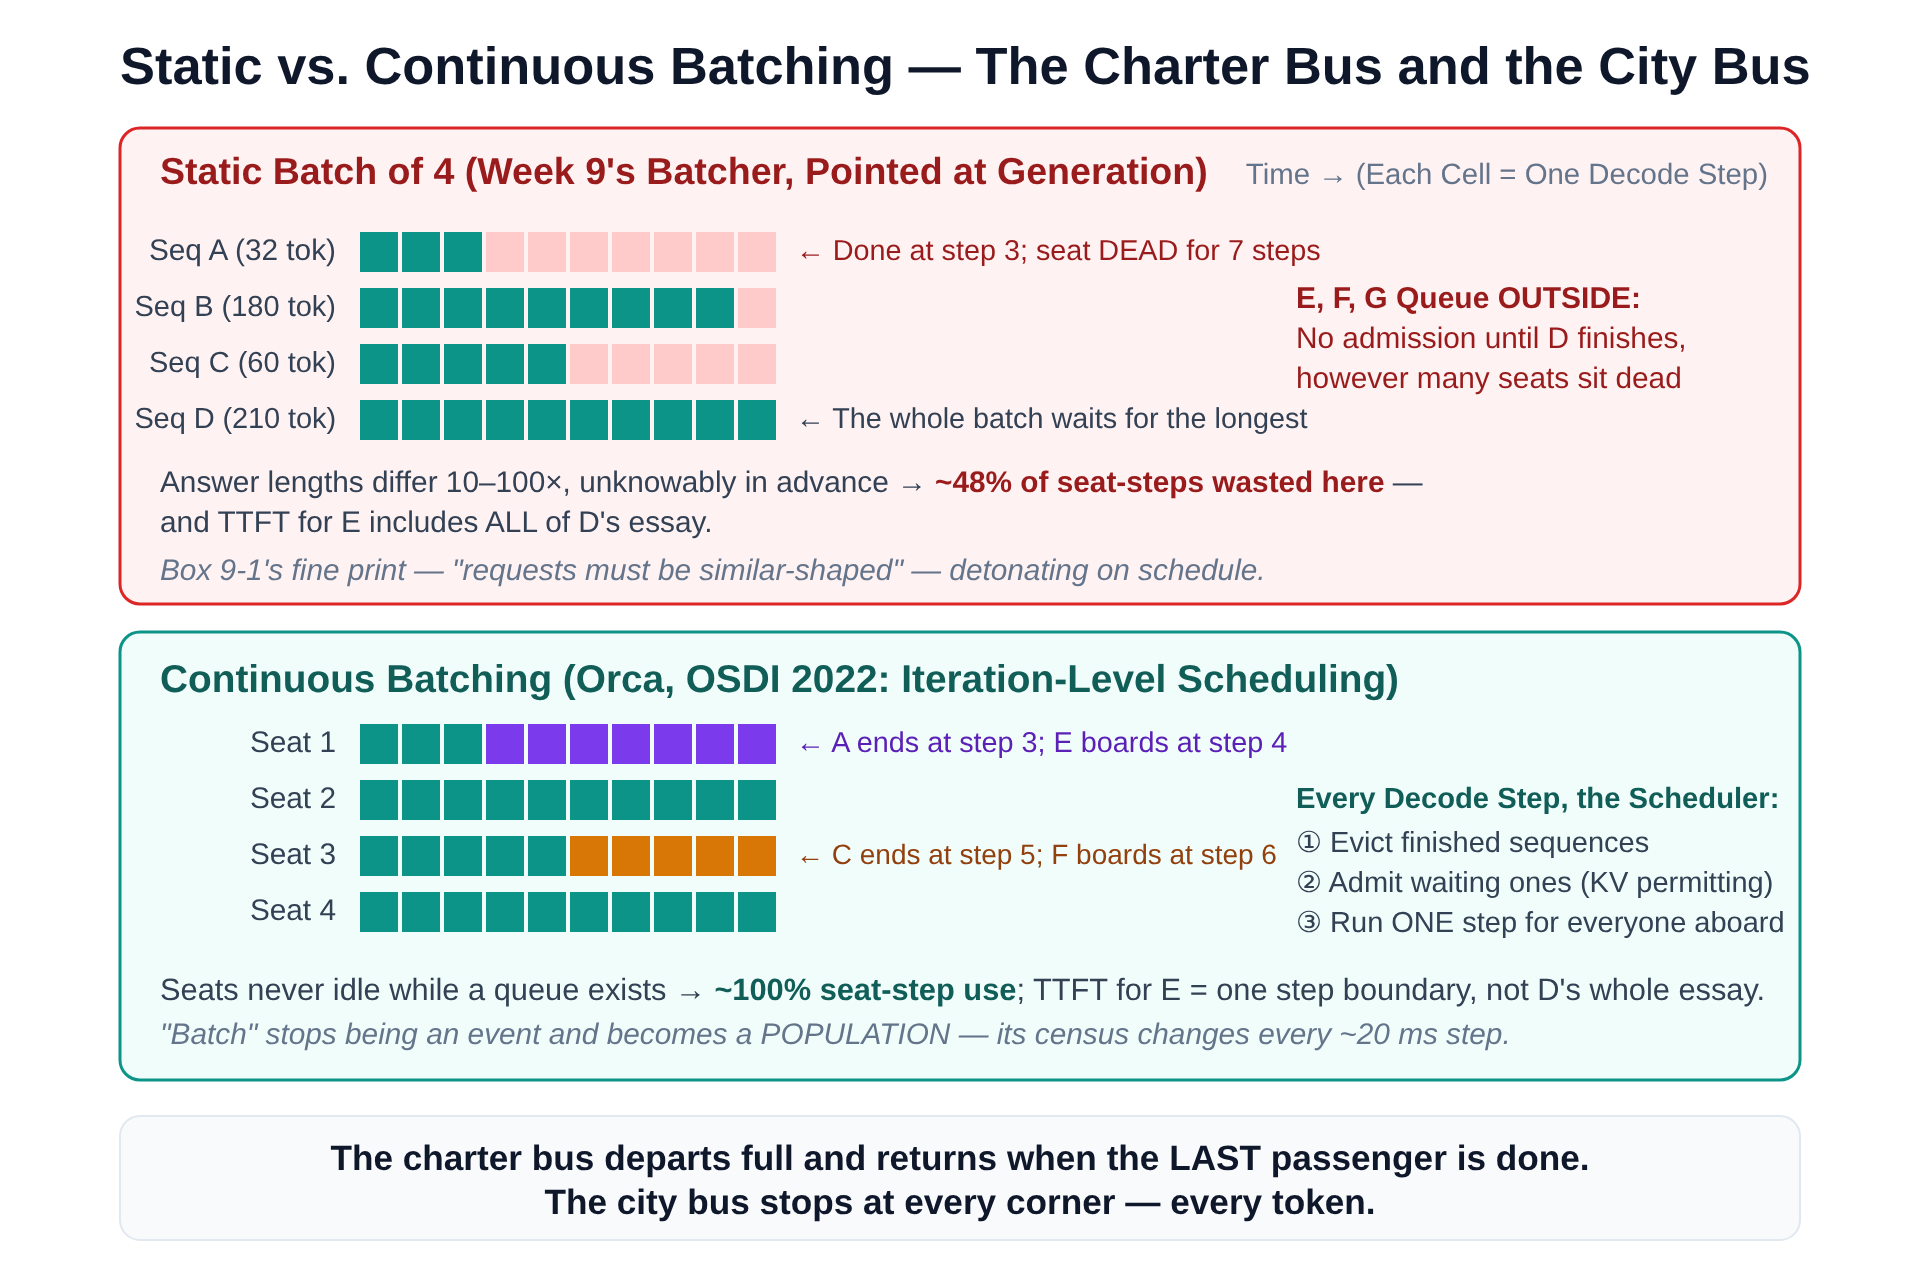 Static vs. Continuous Batching — The Charter Bus and the City Bus
Static Batch of 4 (Week 9's Batcher, Pointed at Generation)
Time → (Each Cell = One Decode Step)
Seq A (32 tok)
← Done at step 3; seat DEAD for 7 steps
Seq B (180 tok)
Seq C (60 tok)
Seq D (210 tok)
← The whole batch waits for the longest
E, F, G Queue OUTSIDE:
No admission until D finishes,
however many seats sit dead
Answer lengths differ 10–100×, unknowably in advance → ~48% of seat-steps wasted here —
and TTFT for E includes ALL of D's essay.
Box 9-1's fine print — "requests must be similar-shaped" — detonating on schedule.
Continuous Batching (Orca, OSDI 2022: Iteration-Level Scheduling)
Seat 1
← A ends at step 3; E boards at step 4
Seat 2
Seat 3
← C ends at step 5; F boards at step 6
Seat 4
Every Decode Step, the Scheduler:
① Evict finished sequences
② Admit waiting ones (KV permitting)
③ Run ONE step for everyone aboard
Seats never idle while a queue exists → ~100% seat-step use; TTFT for E = one step boundary, not D's whole essay.
"Batch" stops being an event and becomes a POPULATION — its census changes every ~20 ms step.
The charter bus departs full and returns when the LAST passenger is done.
The city bus stops at every corner — every token.